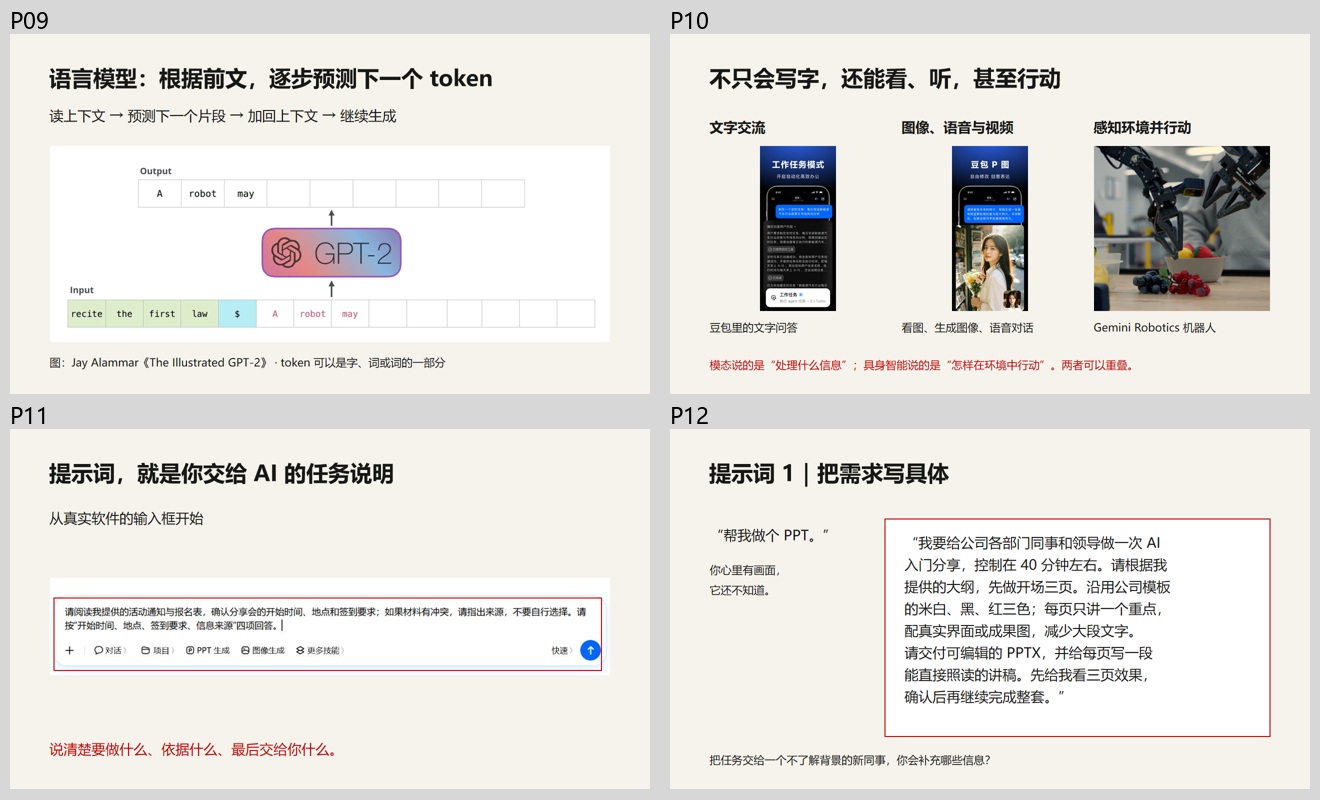 P09
语言模型：根据前文，逐步预测下一个 token
读上下文 → 预测下一个片段 → 加回上下文 → 继续生成
Output
A robot may
GPT-2
Input
recite the first law $ A robot may
图：Jay Alammar《The Illustrated GPT-2》 · token 可以是字、词或词的一部分
P10
不只会写字，还能看、听，甚至行动
文字交流
工作任务模式
开启自动化高效办公
工作任务
豆包里的文字问答
图像、语音与视频
豆包 P 图
自由修改 创意表达
看图、生成图像、语音对话
感知环境并行动
Gemini Robotics 机器人
模态说的是“处理什么信息”；具身智能说的是“怎样在环境中行动”。两者可以重叠。
P11
提示词，就是你交给 AI 的任务说明
从真实软件的输入框开始
请阅读我提供的活动通知与报名表，确认分享会的开始时间、地点和签到要求；如果材料有冲突，请指出来源，不要自行选择。请
按“开始时间、地点、签到要求、信息来源”四项回答。
+ 对话 项目 PPT 生成 图像生成 更多技能 快速
说清楚要做什么、依据什么、最后交给你什么。
P12
提示词 1｜把需求写具体
“帮我做个 PPT。”
你心里有画面，
它还不知道。
“我要给公司各部门同事和领导做一次 AI
入门分享，控制在 40 分钟左右。请根据我
提供的大纲，先做开场三页。沿用公司模板
的米白、黑、红三色；每页只讲一个重点，
配真实界面或成果图，减少大段文字。
请交付可编辑的 PPTX，并给每页写一段
能直接照读的讲稿。先给我看三页效果，
确认后再继续完成整套。”
把任务交给一个不了解背景的新同事，你会补充哪些信息？